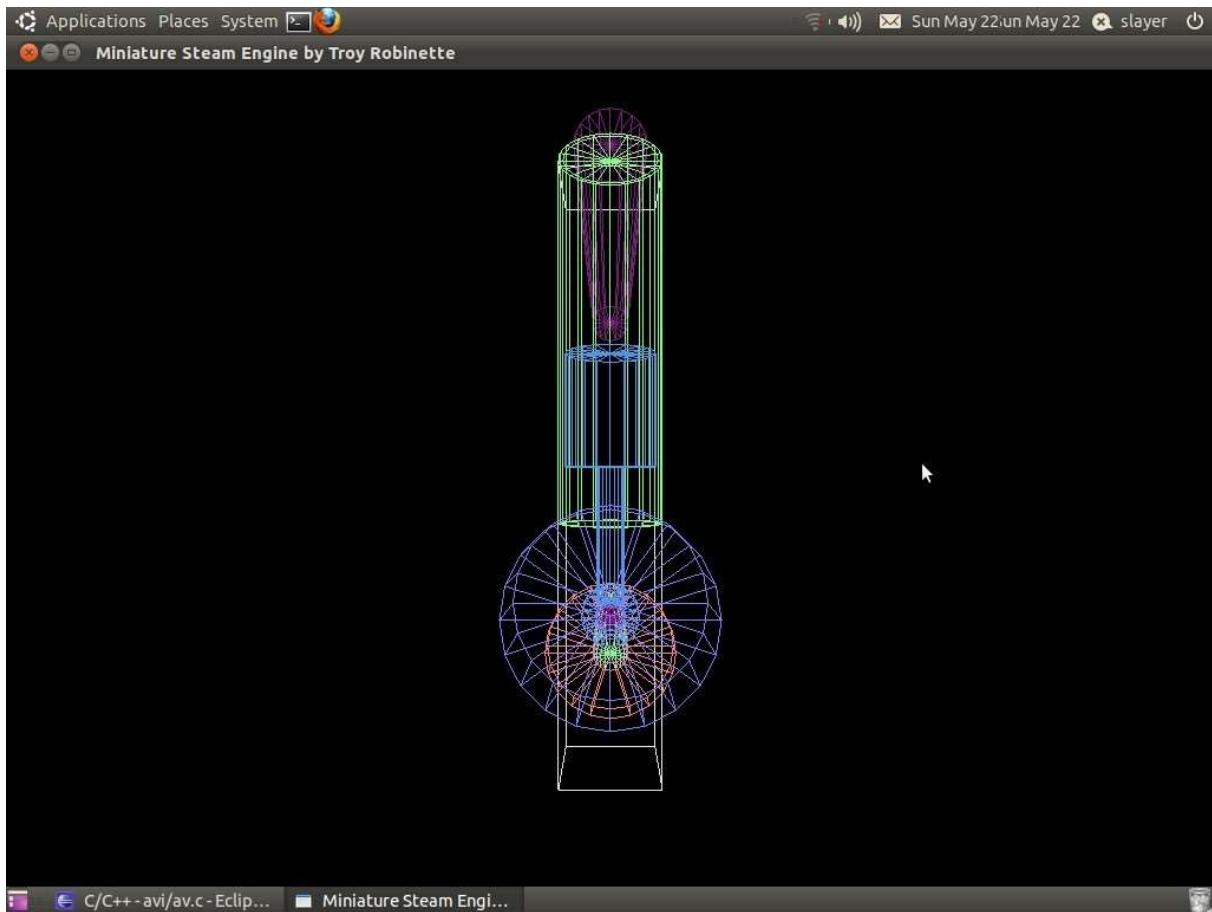 Applications Places System Sun May 22:un May 22 slayer
Miniature Steam Engine by Troy Robinette
C/C++ - avi/av.c - Eclip... Miniature Steam Engi...